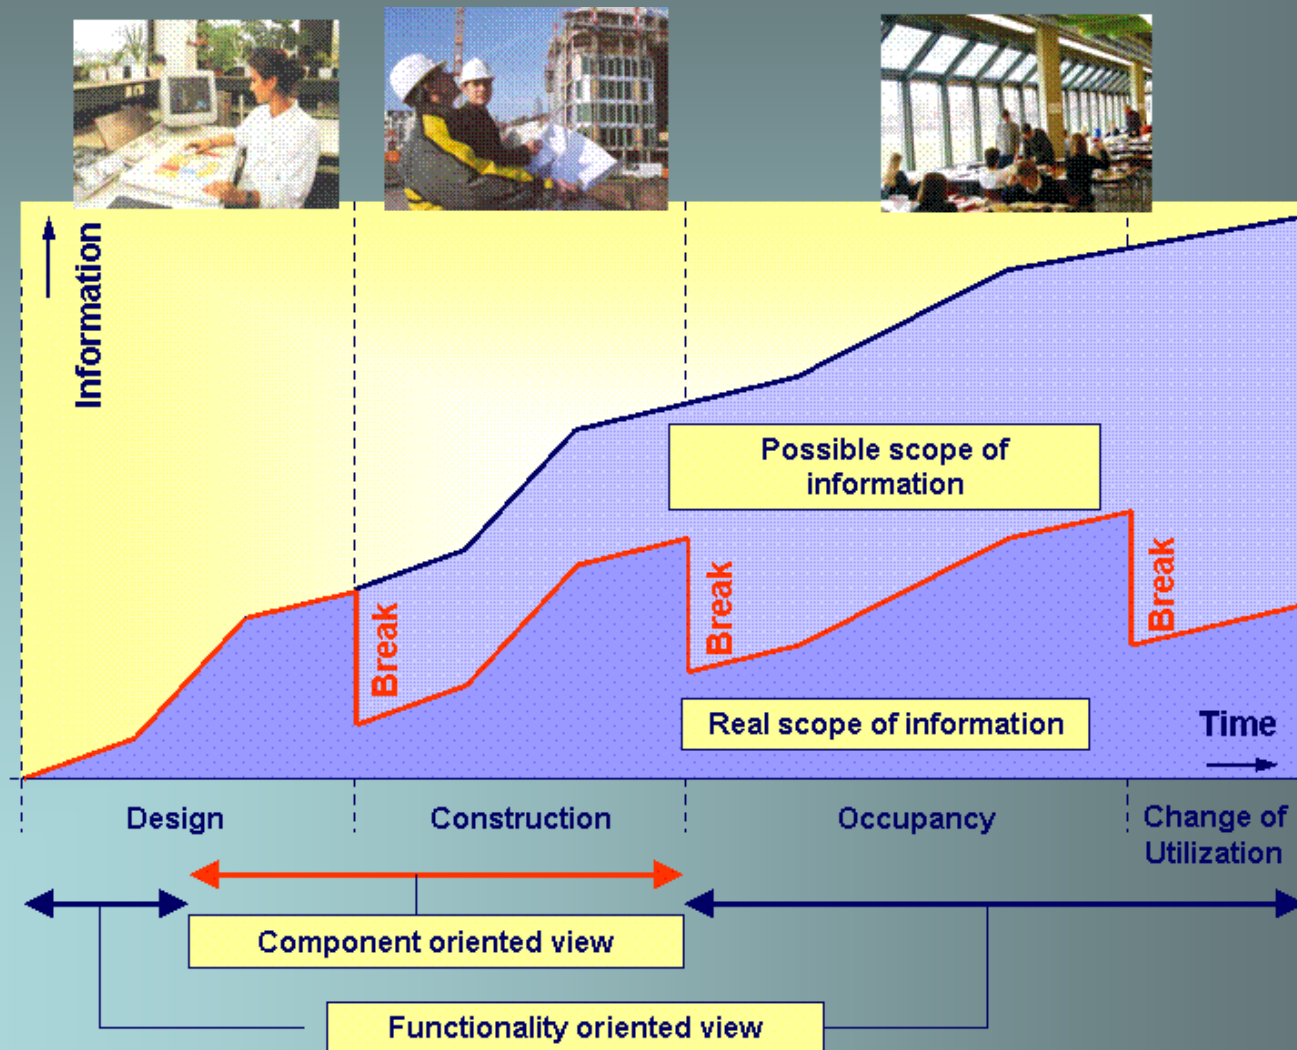 Information
Possible scope of
information
Break
Break
Break
Real scope of information
Time
Design
Construction
Occupancy
Change of
Utilization
Component oriented view
Functionality oriented view